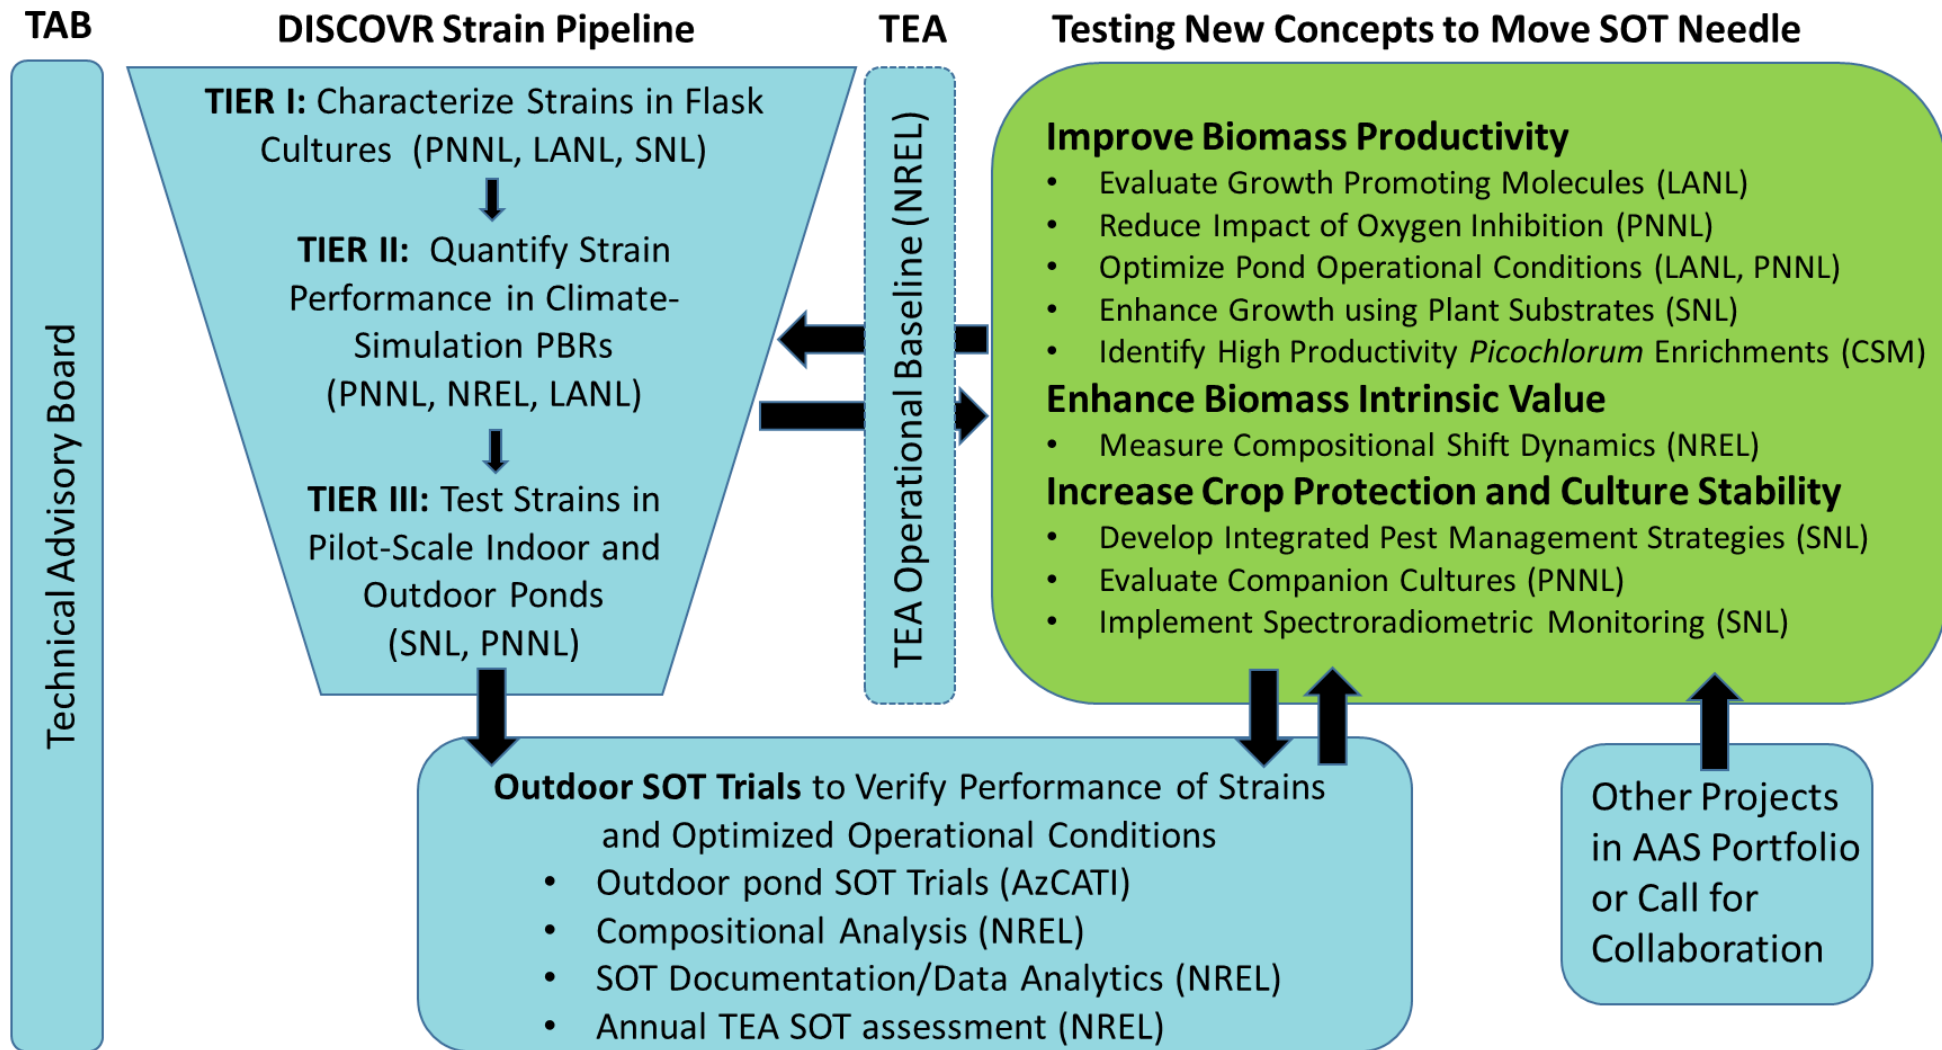 TAB
Technical Advisory Board
DISCOVR Strain Pipeline
TIER I: Characterize Strains in Flask
Cultures (PNNL, LANL, SNL)
TIER II: Quantify Strain
Performance in Climate-
Simulation PBRs
(PNNL, NREL, LANL)
TIER III: Test Strains in
Pilot-Scale Indoor and
Outdoor Ponds
(SNL, PNNL)
TEA
TEA Operational Baseline (NREL)
Testing New Concepts to Move SOT Needle
Improve Biomass Productivity
• Evaluate Growth Promoting Molecules (LANL)
• Reduce Impact of Oxygen Inhibition (PNNL)
• Optimize Pond Operational Conditions (LANL, PNNL)
• Enhance Growth using Plant Substrates (SNL)
• Identify High Productivity Picochlorum Enrichments (CSM)
Enhance Biomass Intrinsic Value
• Measure Compositional Shift Dynamics (NREL)
Increase Crop Protection and Culture Stability
• Develop Integrated Pest Management Strategies (SNL)
• Evaluate Companion Cultures (PNNL)
• Implement Spectroradiometric Monitoring (SNL)
Outdoor SOT Trials to Verify Performance of Strains
and Optimized Operational Conditions
• Outdoor pond SOT Trials (AzCATI)
• Compositional Analysis (NREL)
• SOT Documentation/Data Analytics (NREL)
• Annual TEA SOT assessment (NREL)
Other Projects
in AAS Portfolio
or Call for
Collaboration